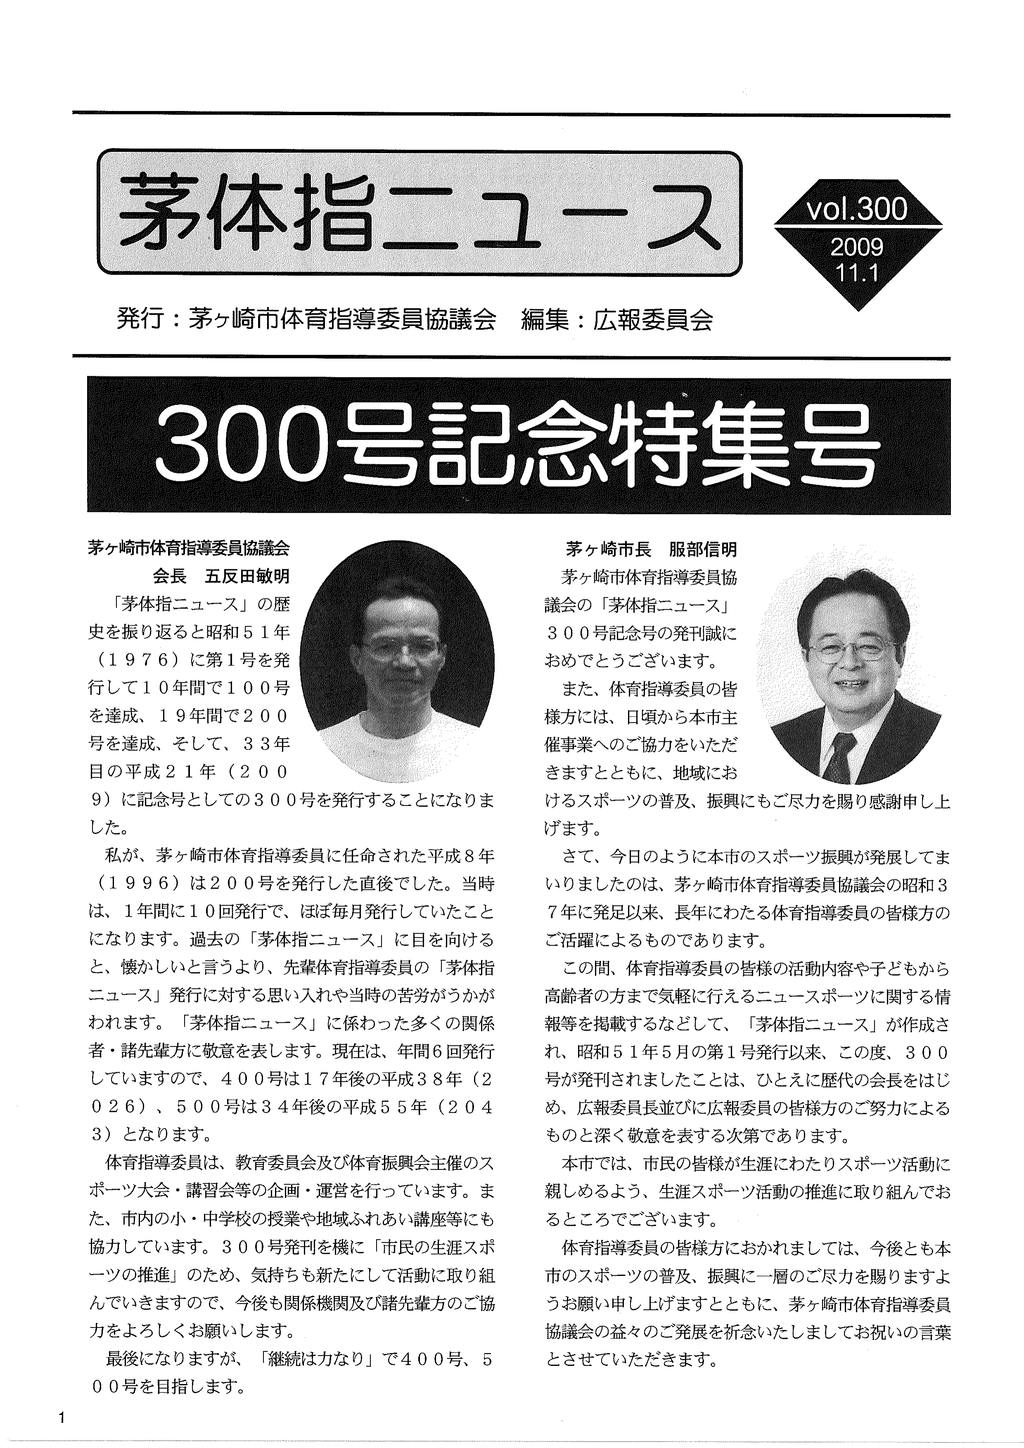 茅体指ニュース
vol.300
2009
11.1
発行：茅ヶ崎市体育指導委員協議会　編集：広報委員会
300号記念特集号
茅ヶ崎市体育指導委員協議会
会長　五反田敏明
「茅体指ニュース」の歴
史を振り返ると昭和５１年
（１９７６）に第１号を発
行して１０年間で１００号
を達成、１９年間で２００
号を達成、そして、３３年
目の平成２１年（２００
９）に記念号としての３００号を発行することになりま
した。
私が、茅ヶ崎市体育指導委員に任命された平成８年
（１９９６）は２００号を発行した直後でした。当時
は、１年間に１０回発行で、ほぼ毎月発行していたこと
になります。過去の「茅体指ニュース」に目を向ける
と、懐かしいと言うより、先輩体育指導委員の「茅体指
ニュース」発行に対する思い入れや当時の苦労がうかが
われます。「茅体指ニュース」に係わった多くの関係
者・諸先輩方に敬意を表します。現在は、年間６回発行
していますので、４００号は１７年後の平成３８年（２
０２６）、５００号は３４年後の平成５５年（２０４
３）となります。
体育指導委員は、教育委員会及び体育振興会主催のス
ポーツ大会・講習会等の企画・運営を行っています。ま
た、市内の小・中学校の授業や地域ふれあい講座等にも
協力しています。３００号発刊を機に「市民の生涯スポ
ーツの推進」のため、気持ちも新たにして活動に取り組
んでいきますので、今後も関係機関及び諸先輩方のご協
力をよろしくお願いします。
最後になりますが、「継続は力なり」で４００号、５
００号を目指します。
茅ヶ崎市長　服部信明
茅ヶ崎市体育指導委員協
議会の「茅体指ニュース」
３００号記念号の発刊誠に
おめでとうございます。
また、体育指導委員の皆
様方には、日頃から本市主
催事業へのご協力をいただ
きますとともに、地域にお
けるスポーツの普及、振興にもご尽力を賜り感謝申し上
げます。
さて、今日のように本市のスポーツ振興が発展してま
いりましたのは、茅ヶ崎市体育指導委員協議会の昭和３
７年に発足以来、長年にわたる体育指導委員の皆様方の
ご活躍によるものであります。
この間、体育指導委員の皆様の活動内容や子どもから
高齢者の方まで気軽に行えるニュースポーツに関する情
報等を掲載するなどして、「茅体指ニュース」が作成さ
れ、昭和５１年５月の第１号発行以来、この度、３００
号が発刊されましたことは、ひとえに歴代の会長をはじ
め、広報委員長並びに広報委員の皆様方のご努力による
ものと深く敬意を表する次第であります。
本市では、市民の皆様が生涯にわたりスポーツ活動に
親しめるよう、生涯スポーツ活動の推進に取り組んでお
るところでございます。
体育指導委員の皆様方におかれましては、今後とも本
市のスポーツの普及、振興に一層のご尽力を賜りますよ
うお願い申し上げますとともに、茅ヶ崎市体育指導委員
協議会の益々のご発展を祈念いたしましてお祝いの言葉
とさせていただきます。
1